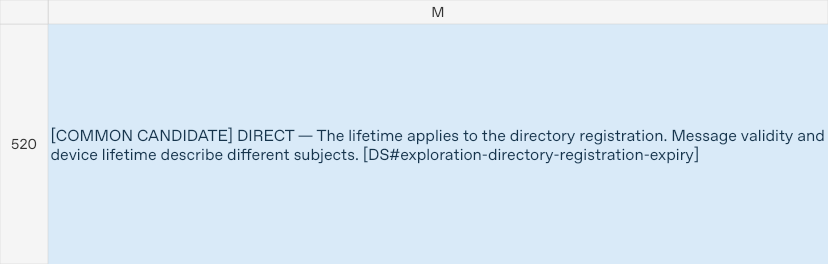 M
520
[COMMON CANDIDATE] DIRECT — The lifetime applies to the directory registration. Message validity and
device lifetime describe different subjects. [DS#exploration-directory-registration-expiry]